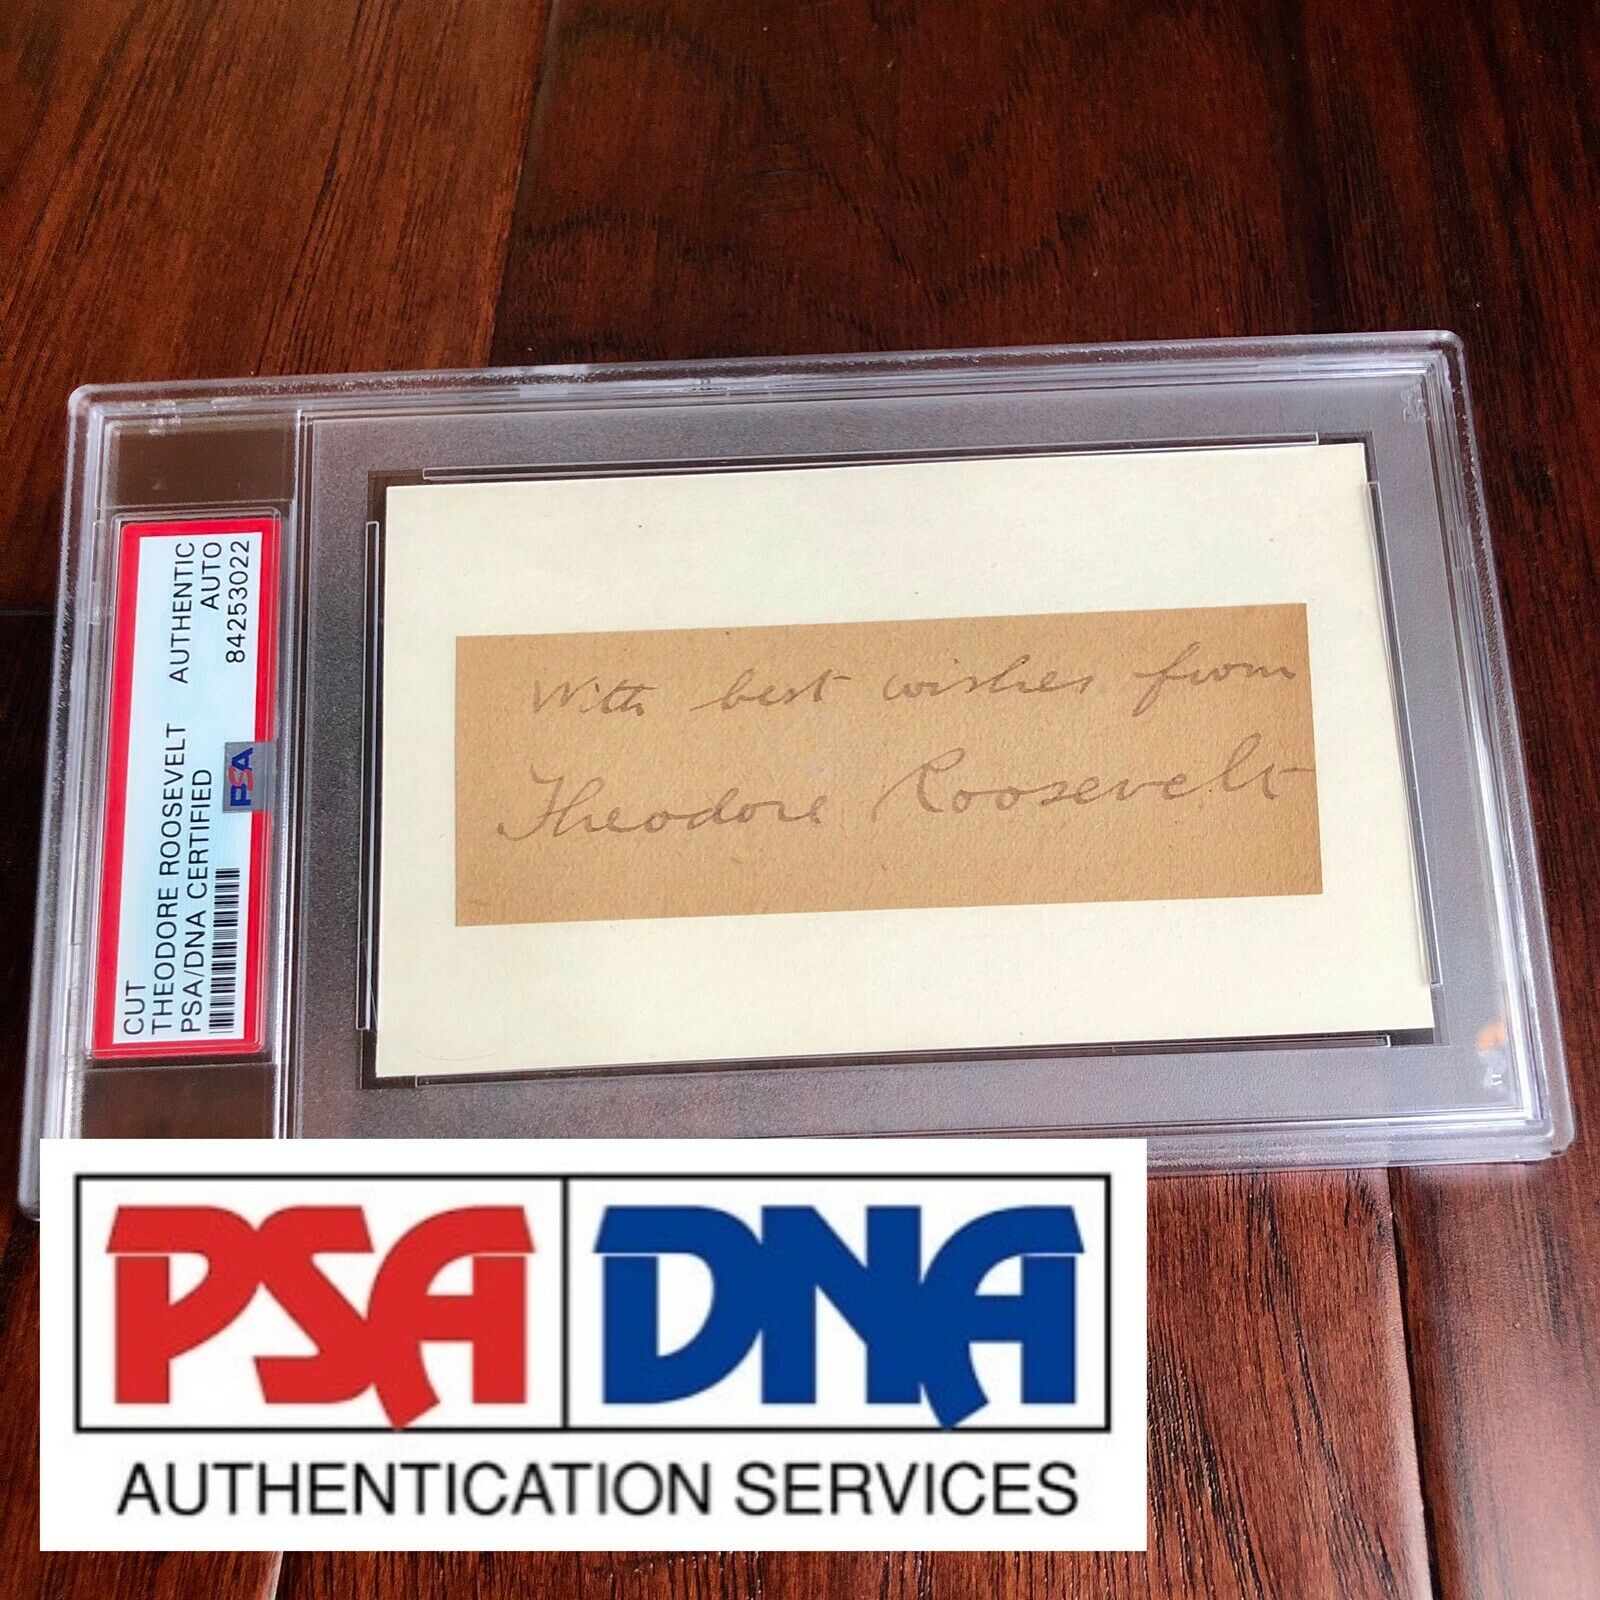 CUT
THEODORE ROOSEVELT AUTHENTIC
PSA/DNA CERTIFIED AUTO
84253022
PSA
With best wishes from
Theodore Roosevelt
PSA DNA
AUTHENTICATION SERVICES